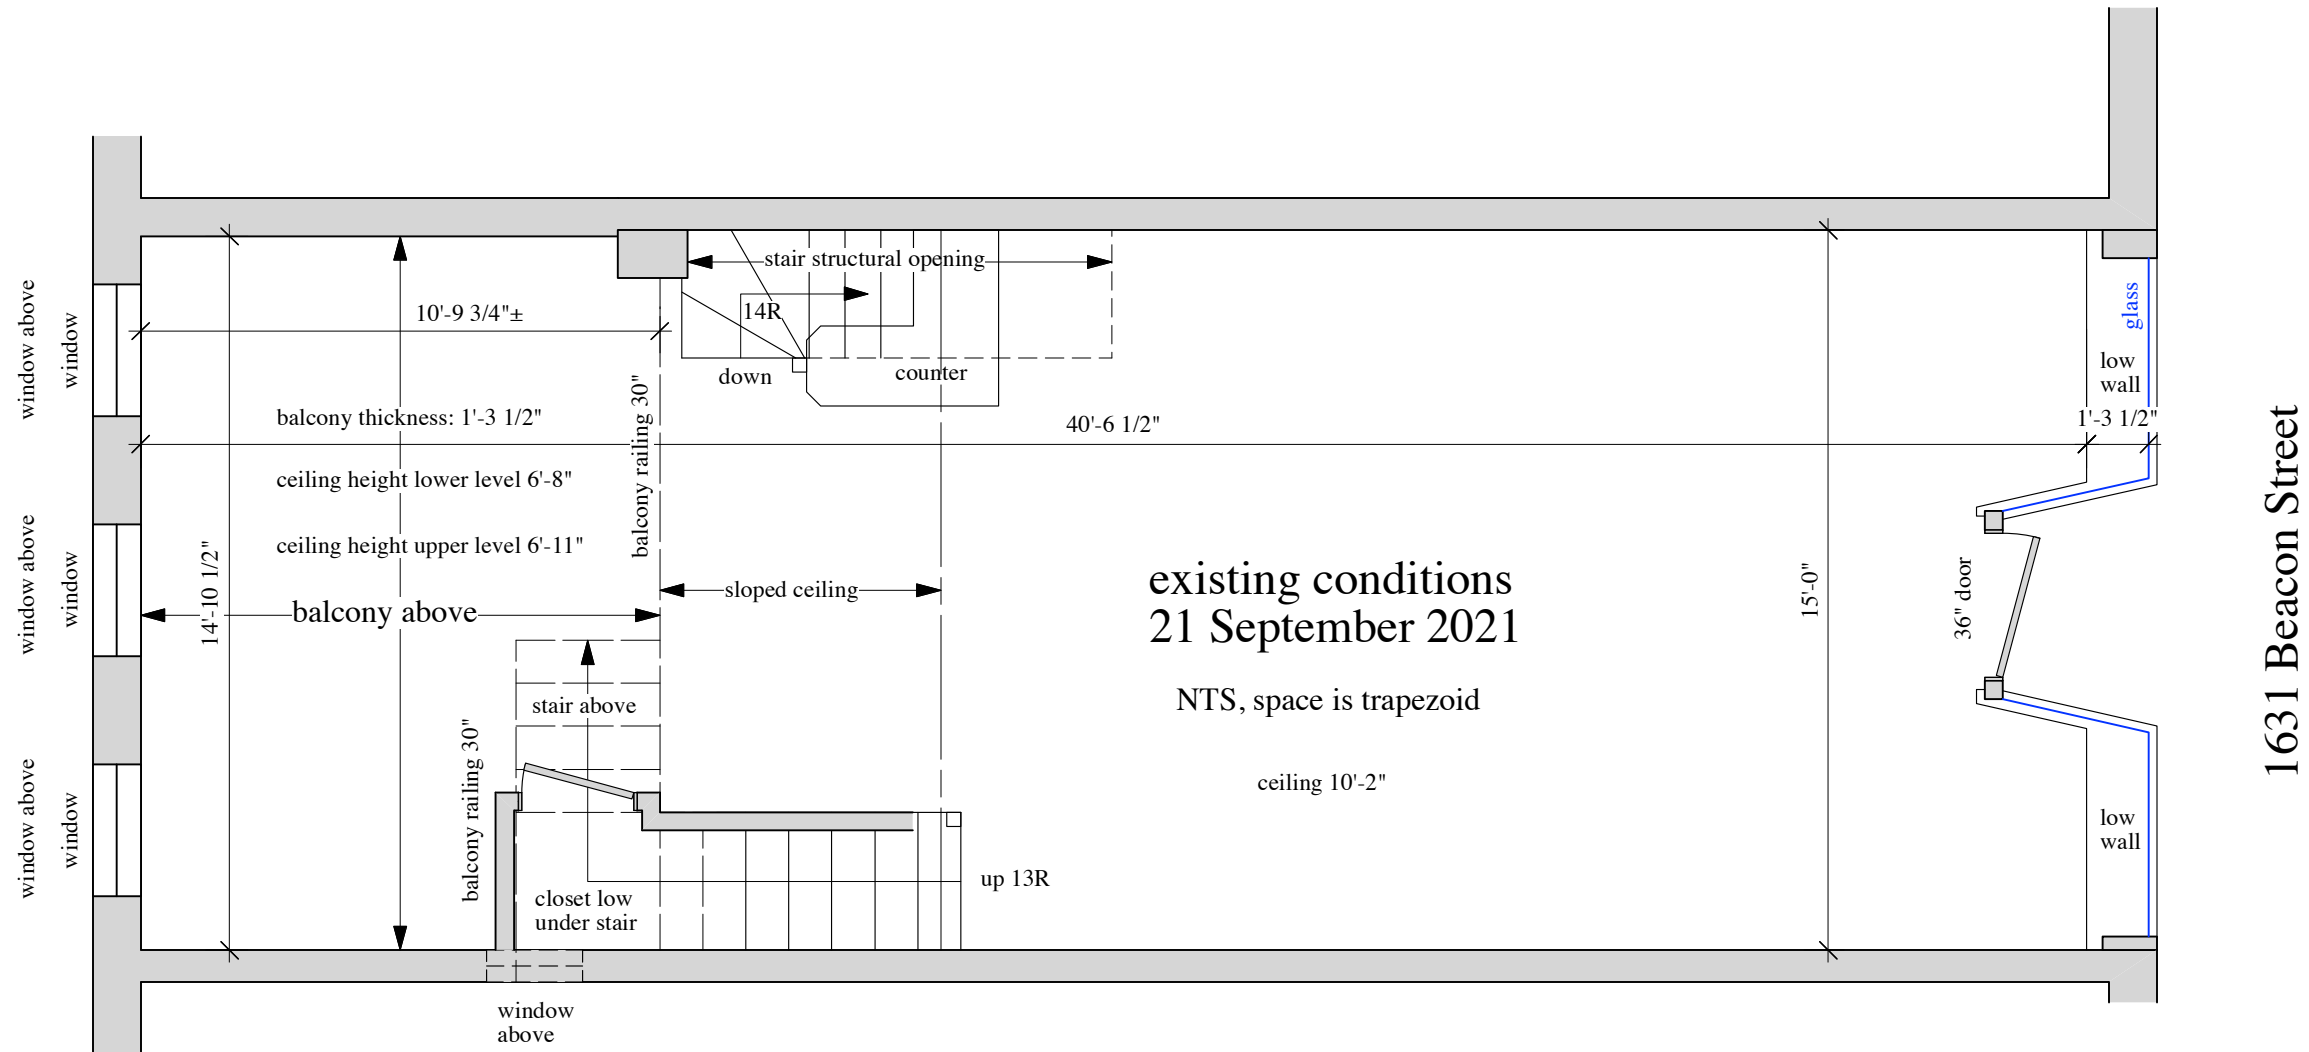 stair structural opening
window above
window
10'-9 3/4"±
14R
glass
low
wall
down
counter
balcony railing 30"
balcony thickness: 1'-3 1/2"
40'-6 1/2"
1'-3 1/2"
ceiling height lower level 6'-8"
ceiling height upper level 6'-11"
window above
window
14'-10 1/2"
balcony above
sloped ceiling
existing conditions
21 September 2021
NTS, space is trapezoid
15'-0"
36" door
1631 Beacon Street
stair above
balcony railing 30"
ceiling 10'-2"
window above
window
low
wall
up 13R
closet low
under stair
window
above